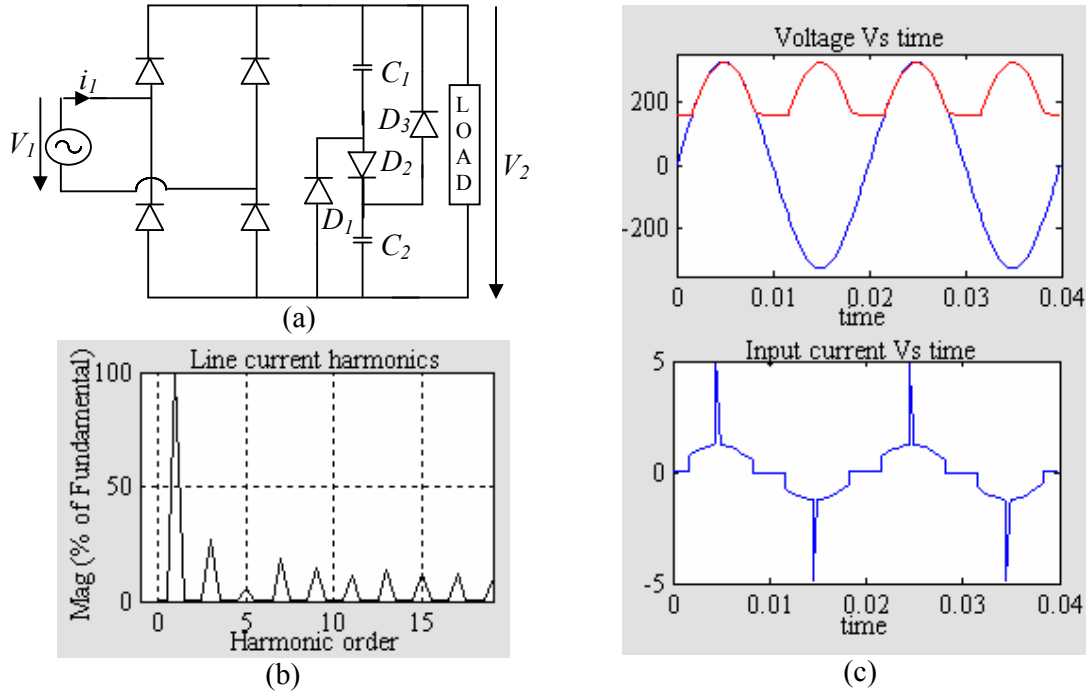 i1
V1
C1
D3
D2
D1
C2
LOAD
V2
(a)
Line current harmonics
Mag (% of Fundamental)
100
50
0
0 5 10 15
Harmonic order
(b)
Voltage Vs time
200
0
-200
0 0.01 0.02 0.03 0.04
time
Input current Vs time
5
0
-5
0 0.01 0.02 0.03 0.04
time
(c)